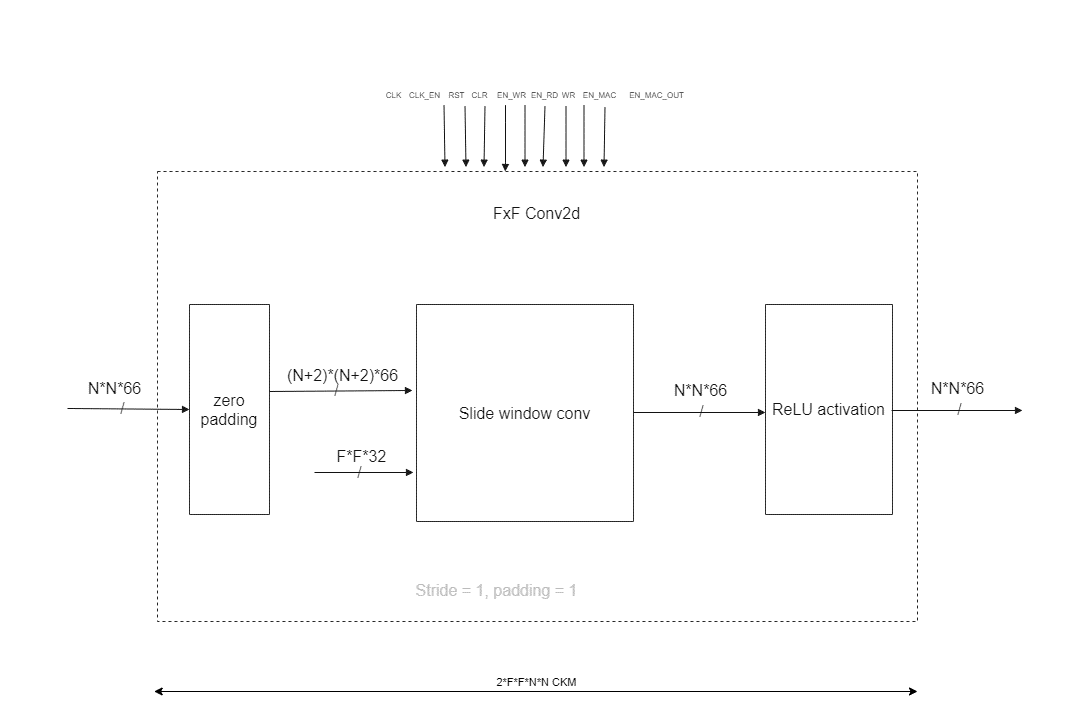 CLK CLK_EN RST CLR EN_WR EN_RD WR EN_MAC EN_MAC_OUT
FxF Conv2d
N*N*66
zero
padding
(N+2)*(N+2)*66
F*F*32
Slide window conv
N*N*66
ReLU activation
N*N*66
Stride = 1, padding = 1
2*F*F*N*N CKM